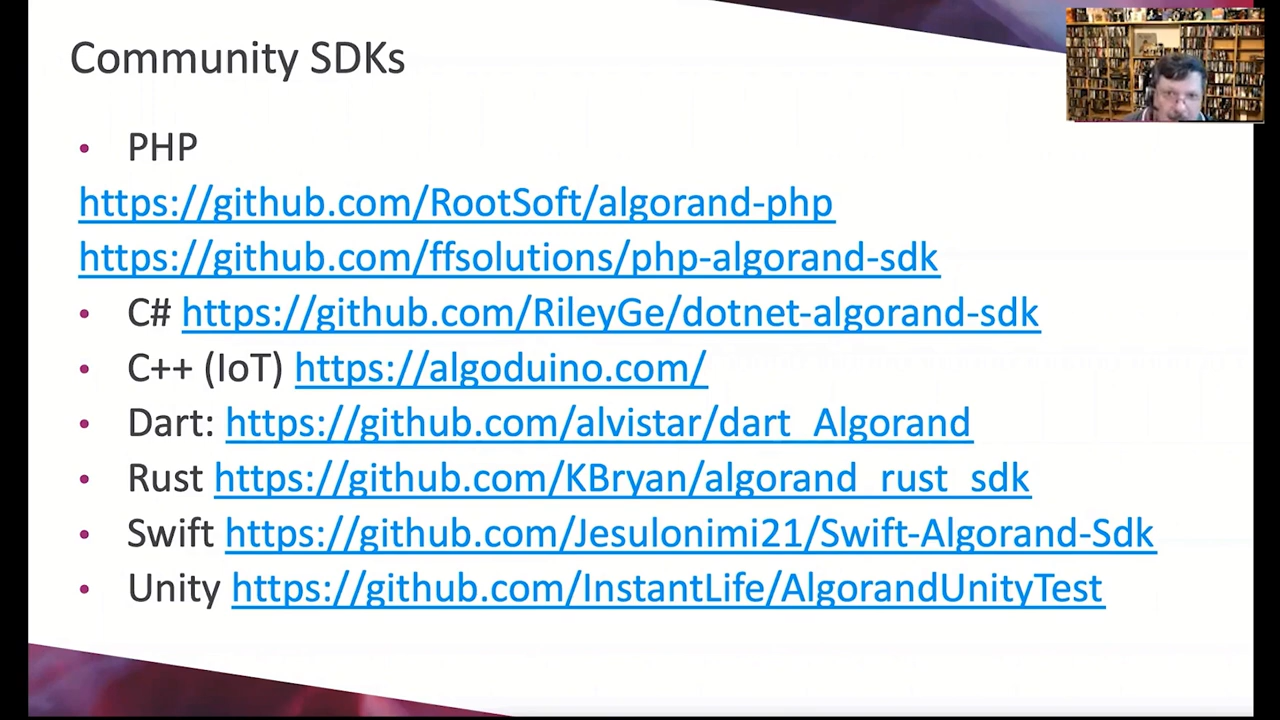 Community SDKs
• PHP
https://github.com/RootSoft/algorand-php
https://github.com/ffsolutions/php-algorand-sdk
• C# https://github.com/RileyGe/dotnet-algorand-sdk
• C++ (IoT) https://algoduino.com/
• Dart: https://github.com/alvistar/dart_Algorand
• Rust https://github.com/KBryan/algorand_rust_sdk
• Swift https://github.com/Jesulonimi21/Swift-Algorand-Sdk
• Unity https://github.com/InstantLife/AlgorandUnityTest